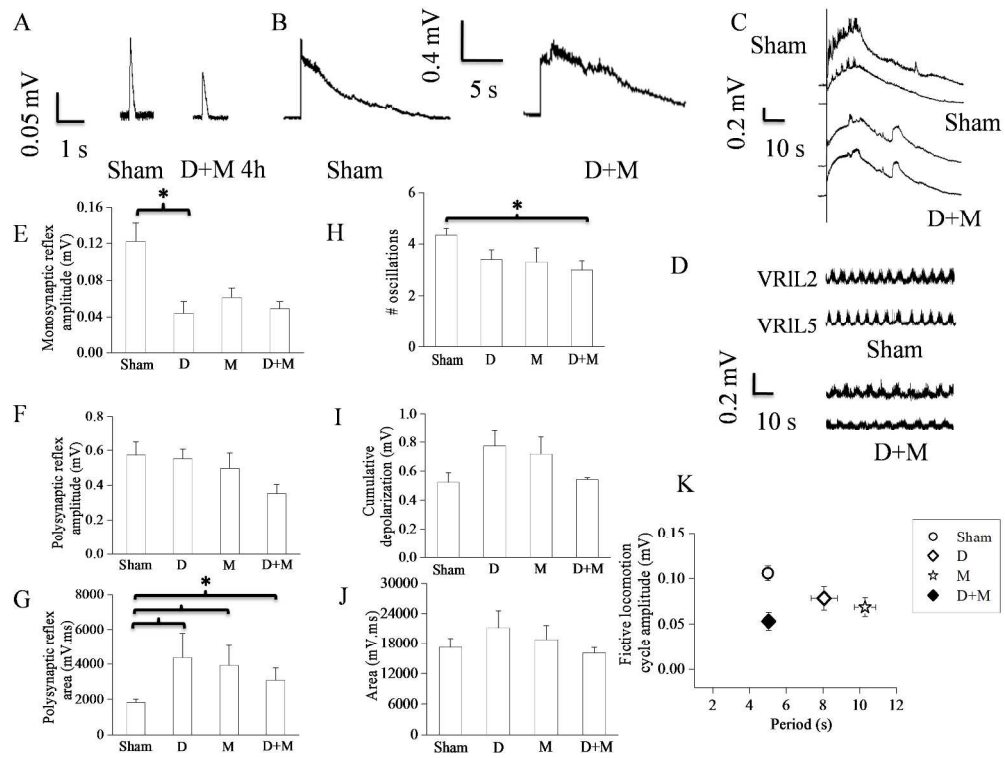 A
B
C
0.05 mV
1 s
Sham
D+M 4h
Sham
0.4 mV
5 s
D+M
Sham
Sham
0.2 mV
10 s
D+M
E
Monosynaptic reflex
amplitude (mV)
0.16
0.12
0.08
0.04
0.00
*
Sham
D
M
D+M
H
# oscillations
6
4
2
0
*
Sham
D
M
D+M
D
VRlL2
VRlL5
Sham
0.2 mV
10 s
D+M
F
Polysynaptic reflex
amplitude (mV)
0.8
0.6
0.4
0.2
0.0
Sham
D
M
D+M
I
Cumulative
depolarization (mV)
1.0
0.8
0.6
0.4
0.2
0.0
Sham
D
M
D+M
G
Polysynaptic reflex
area (mV.ms)
8000
6000
4000
2000
0
*
Sham
D
M
D+M
J
Area (mV.ms)
30000
24000
18000
12000
6000
0
Sham
D
M
D+M
K
Fictive locomotion
cycle amplitude (mV)
0.15
0.10
0.05
0.00
2
4
6
8
10
12
Period (s)
Sham
D
M
D+M